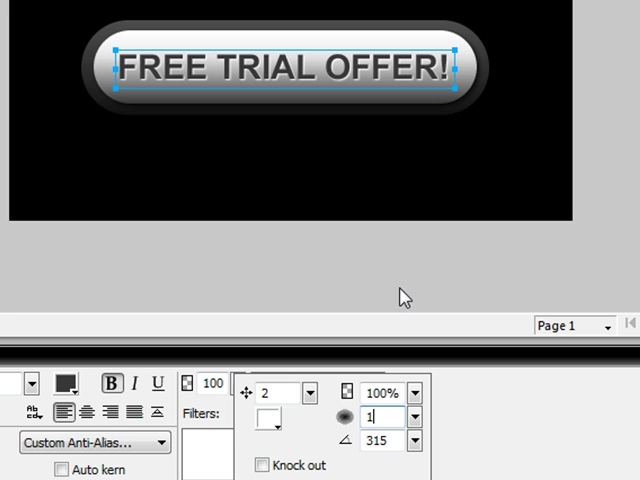 FREE TRIAL OFFER!
Page 1
B I U 100 2 100%
Filters: 1
Custom Anti-Alias... 315
Auto kern Knock out